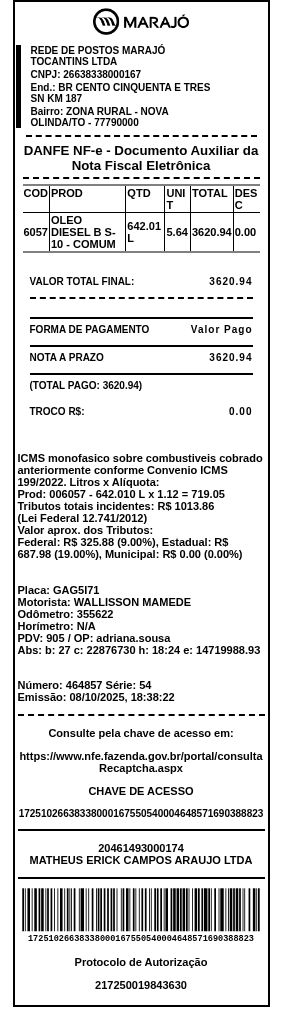 MARAJÓ
REDE DE POSTOS MARAJÓ
TOCANTINS LTDA
CNPJ: 26638338000167
End.: BR CENTO CINQUENTA E TRES
SN KM 187
Bairro: ZONA RURAL - NOVA
OLINDA/TO - 77790000
DANFE NF-e - Documento Auxiliar da
Nota Fiscal Eletrônica
COD PROD QTD UNIT TOTAL DESC
6057 OLEO DIESEL B S-10 - COMUM 642.01 L 5.64 3620.94 0.00
VALOR TOTAL FINAL: 3620.94
FORMA DE PAGAMENTO Valor Pago
NOTA A PRAZO 3620.94
(TOTAL PAGO: 3620.94)
TROCO R$: 0.00
ICMS monofasico sobre combustiveis cobrado
anteriormente conforme Convenio ICMS
199/2022. Litros x Alíquota:
Prod: 006057 - 642.010 L x 1.12 = 719.05
Tributos totais incidentes: R$ 1013.86
(Lei Federal 12.741/2012)
Valor aprox. dos Tributos:
Federal: R$ 325.88 (9.00%), Estadual: R$
687.98 (19.00%), Municipal: R$ 0.00 (0.00%)
Placa: GAG5I71
Motorista: WALLISSON MAMEDE
Odômetro: 355622
Horímetro: N/A
PDV: 905 / OP: adriana.sousa
Abs: b: 27 c: 22876730 h: 18:24 e: 14719988.93
Número: 464857 Série: 54
Emissão: 08/10/2025, 18:38:22
Consulte pela chave de acesso em:
https://www.nfe.fazenda.gov.br/portal/consulta
Recaptcha.aspx
CHAVE DE ACESSO
17251026638338000167550540004648571690388823
20461493000174
MATHEUS ERICK CAMPOS ARAUJO LTDA
17251026638338000167550540004648571690388823
Protocolo de Autorização
217250019843630